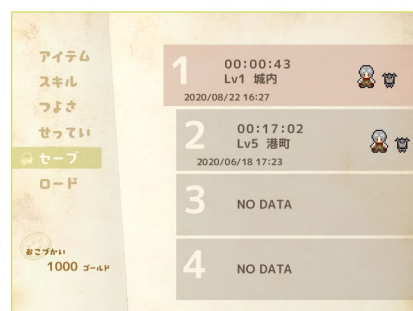 アイテム
スキル
つよさ
せってい
セーブ
ロード
おこづかい
1000 ゴールド
1
00:00:43
Lv1 城内
2020/08/22 16:27
2
00:17:02
Lv5 港町
2020/06/18 17:23
3
NO DATA
4
NO DATA